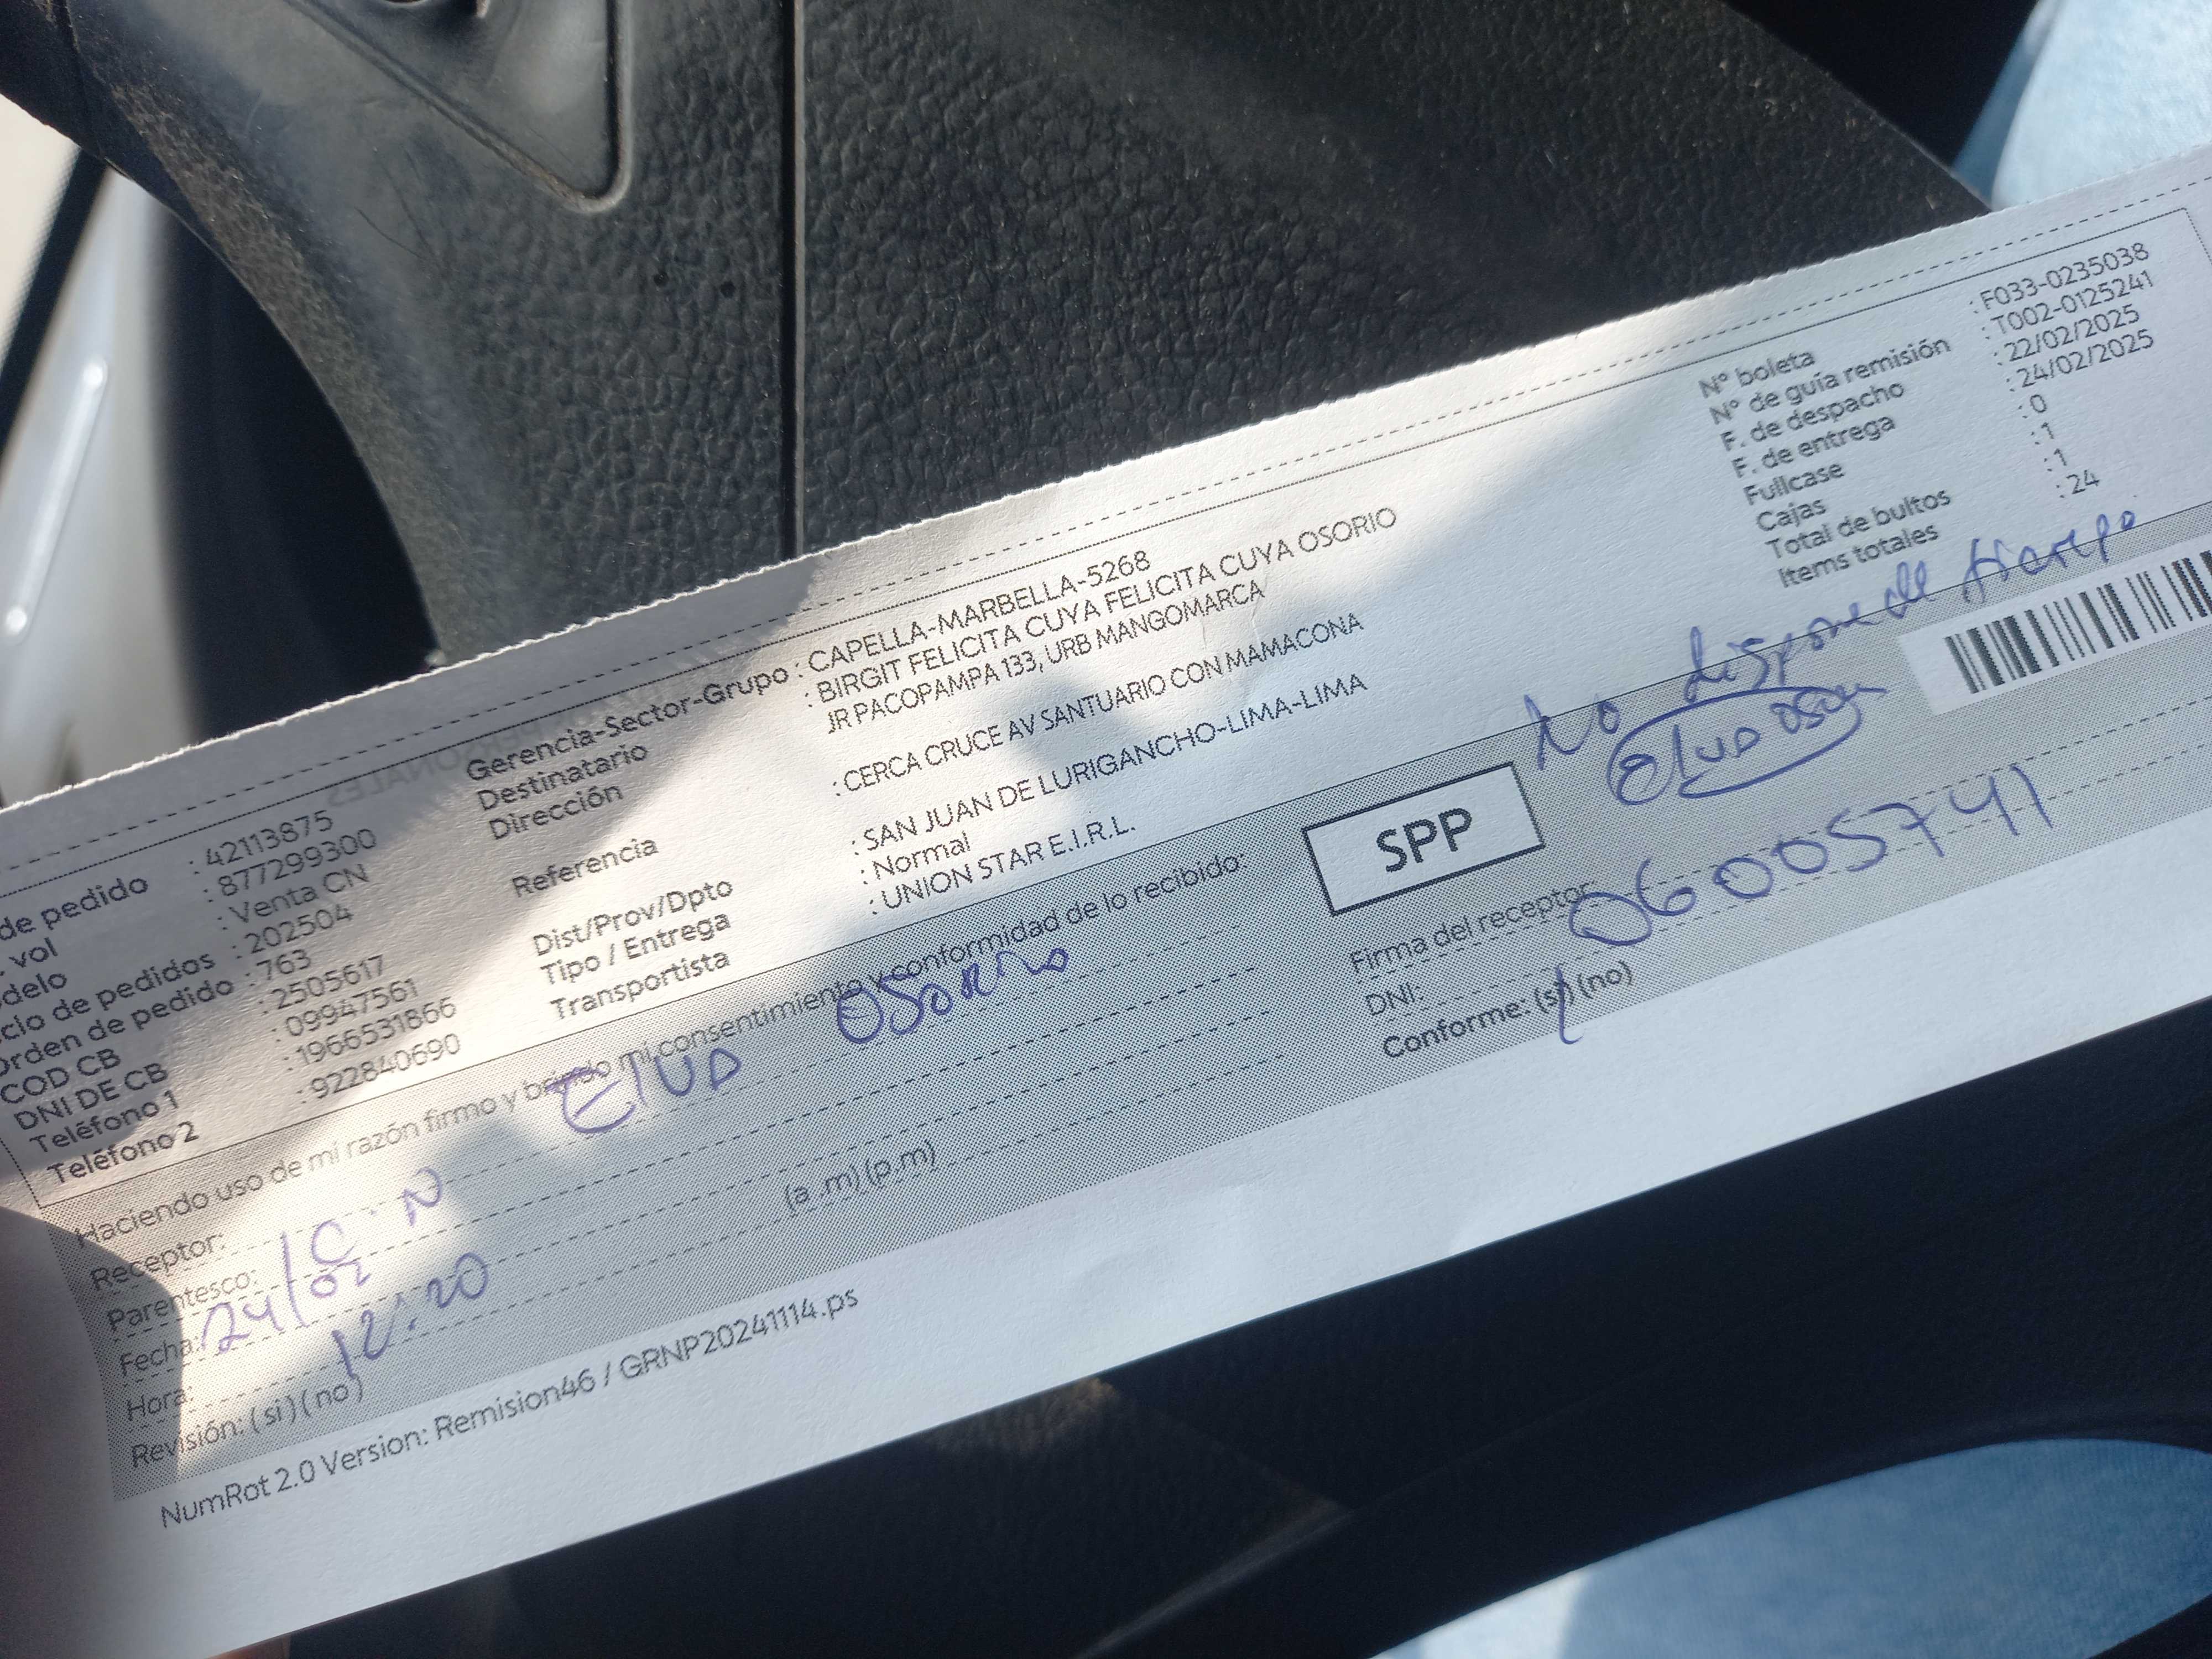 de pedido : 42113875
. vol : 877299300
delo : Venta CN
clo de pedidos : 202504
Orden de pedido : 763
COD CB : 2505617
DNI DE CB : 09947561
Teléfono 1 : 1966531866
Teléfono 2 : 922840690
Gerencia-Sector-Grupo : CAPELLA-MARBELLA-5268
Destinatario : BIRGIT FELICITA CUYA FELICITA CUYA OSORIO
Dirección JR PACOPAMPA 133, URB MANGOMARCA
Referencia : CERCA CRUCE AV SANTUARIO CON MAMACONA
Dist/Prov/Dpto : SAN JUAN DE LURIGANCHO-LIMA-LIMA
Tipo / Entrega : Normal
Transportista : UNION STAR E.I.R.L.
N° boleta : F033-0235038
N° de guía remisión : T002-0125241
F. de despacho : 22/02/2025
F. de entrega : 24/02/2025
Fullcase : 0
Cajas : 1
Total de bultos : 1
Items totales : 24
No dispone de tiempo
Haciendo uso de mi razón firmo y brindo mi consentimiento y conformidad de lo recibido:
SPP
Receptor: Elva Osorio
Parentesco: C.N
Fecha: 24/02
Hora: 12:20 (a .m) (p.m)
Revisión: ( si ) ( no )
Firma del receptor:
DNI: 06005741
Conforme: (si) (no)
NumRot 2.0 Version: Remision46 / GRNP20241114.ps